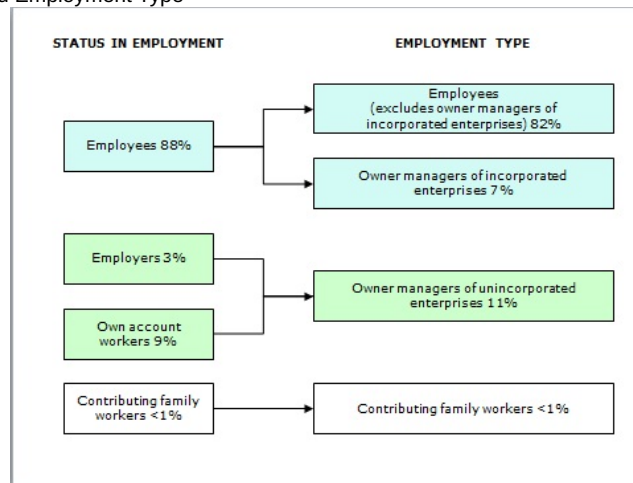 and Employment Type
STATUS IN EMPLOYMENT
EMPLOYMENT TYPE
Employees 88%
Employees
(excludes owner managers of
incorporated enterprises) 82%
Owner managers of incorporated
enterprises 7%
Employers 3%
Own account
workers 9%
Owner managers of unincorporated
enterprises 11%
Contributing family
workers <1%
Contributing family workers <1%